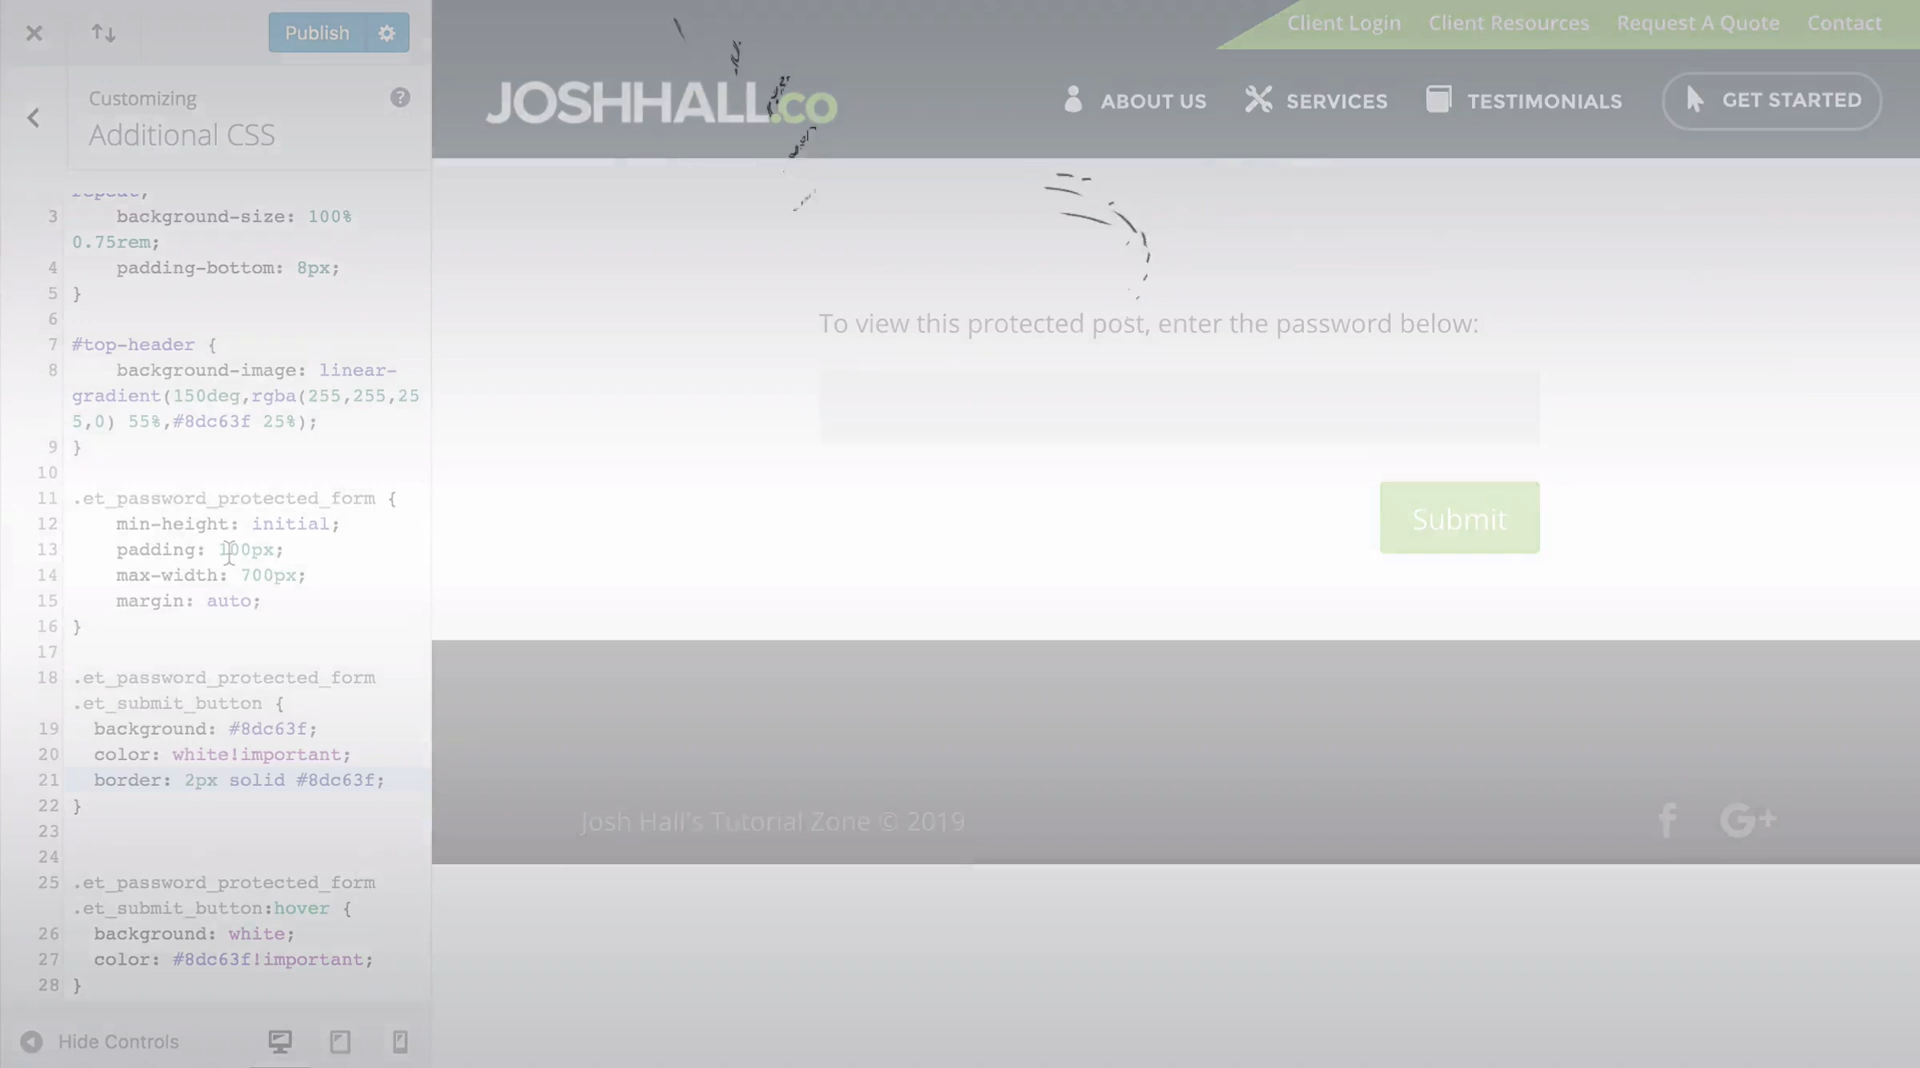 Publish
Customizing
Additional CSS
repeat;
3 background-size: 100%
0.75rem;
4 padding-bottom: 8px;
5 }
6
7 #top-header {
8 background-image: linear-
gradient(150deg,rgba(255,255,25
5,0) 55%,#8dc63f 25%);
9 }
10
11 .et_password_protected_form {
12 min-height: initial;
13 padding: 100px;
14 max-width: 700px;
15 margin: auto;
16 }
17
18 .et_password_protected_form
.et_submit_button {
19 background: #8dc63f;
20 color: white!important;
21 border: 2px solid #8dc63f;
22 }
23
24
25 .et_password_protected_form
.et_submit_button:hover {
26 background: white;
27 color: #8dc63f!important;
28 }
Hide Controls
Client Login Client Resources Request A Quote Contact
JOSHHALL.co
ABOUT US SERVICES TESTIMONIALS GET STARTED
To view this protected post, enter the password below:
Submit
Josh Hall's Tutorial Zone © 2019
f G+